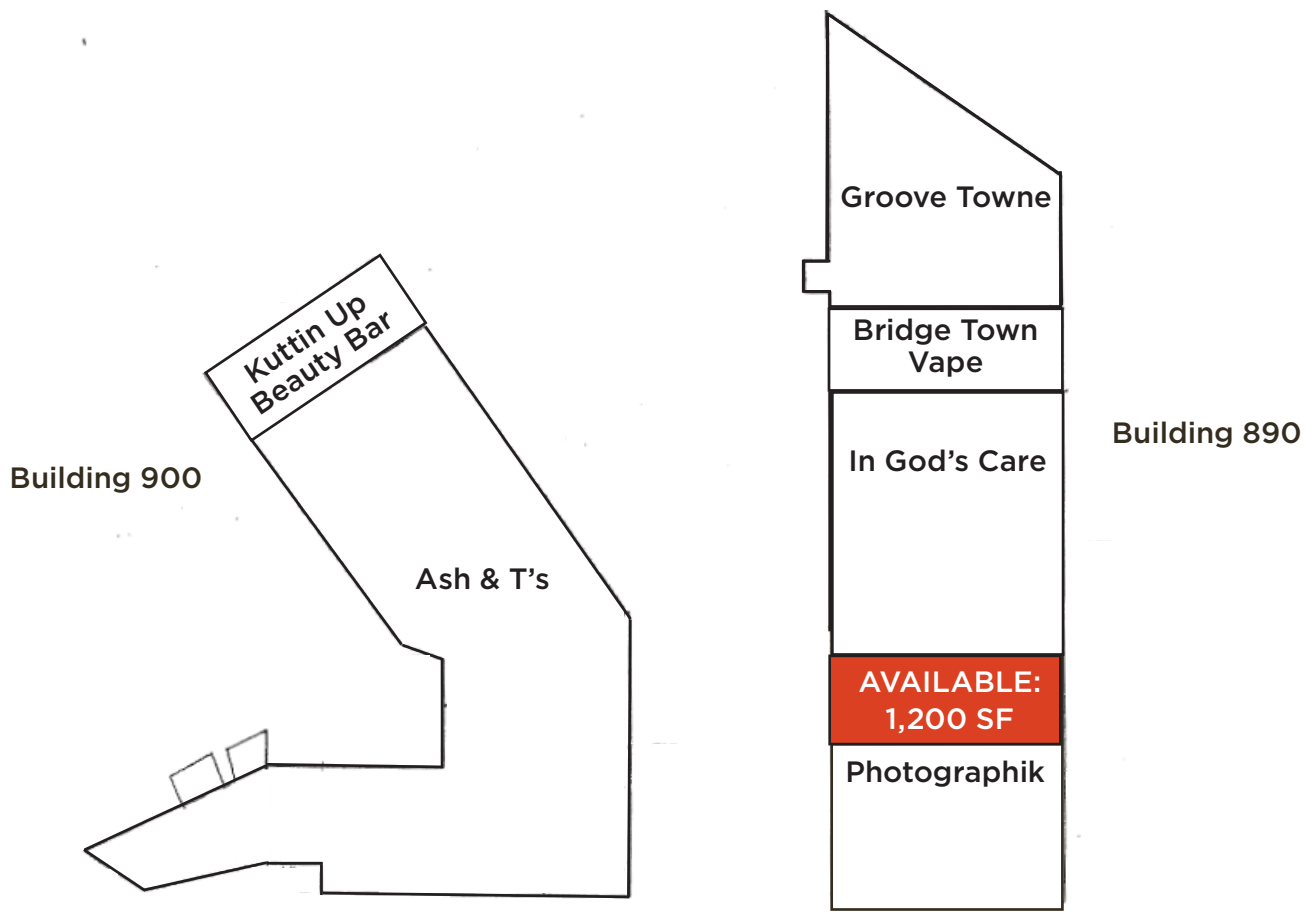 Groove Towne
Bridge Town
Vape
In God's Care
Building 890
AVAILABLE:
1,200 SF
Photographik
Kuttin Up
Beauty Bar
Building 900
Ash & T's